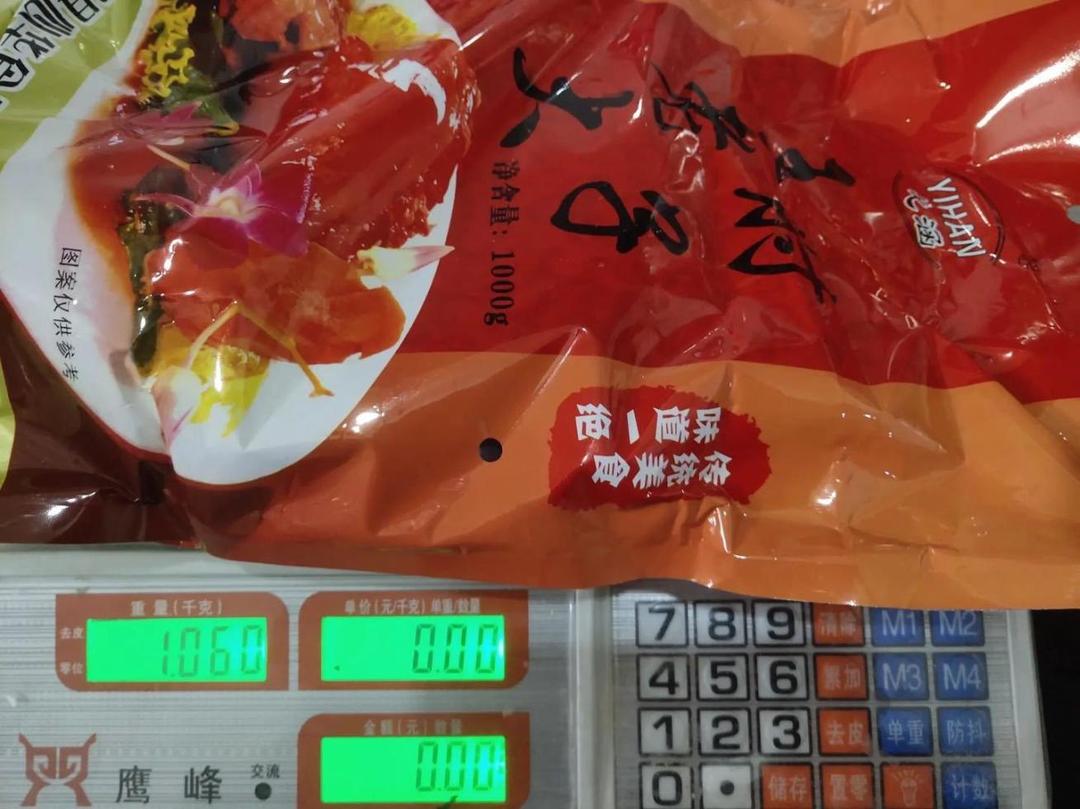 YIHAN
净含量: 1000g
图案仅供参考
传统美食
味道一绝
重量(千克)
去皮
零位
1.060
单价(元/千克) 单重/数量
0.00
金额(元) 数量
0.00
鹰峰
交流
7 8 9 清除 M1 M2
4 5 6 累加 M3 M4
1 2 3 去皮 单重 防抖
0 • 储存 置零 计数